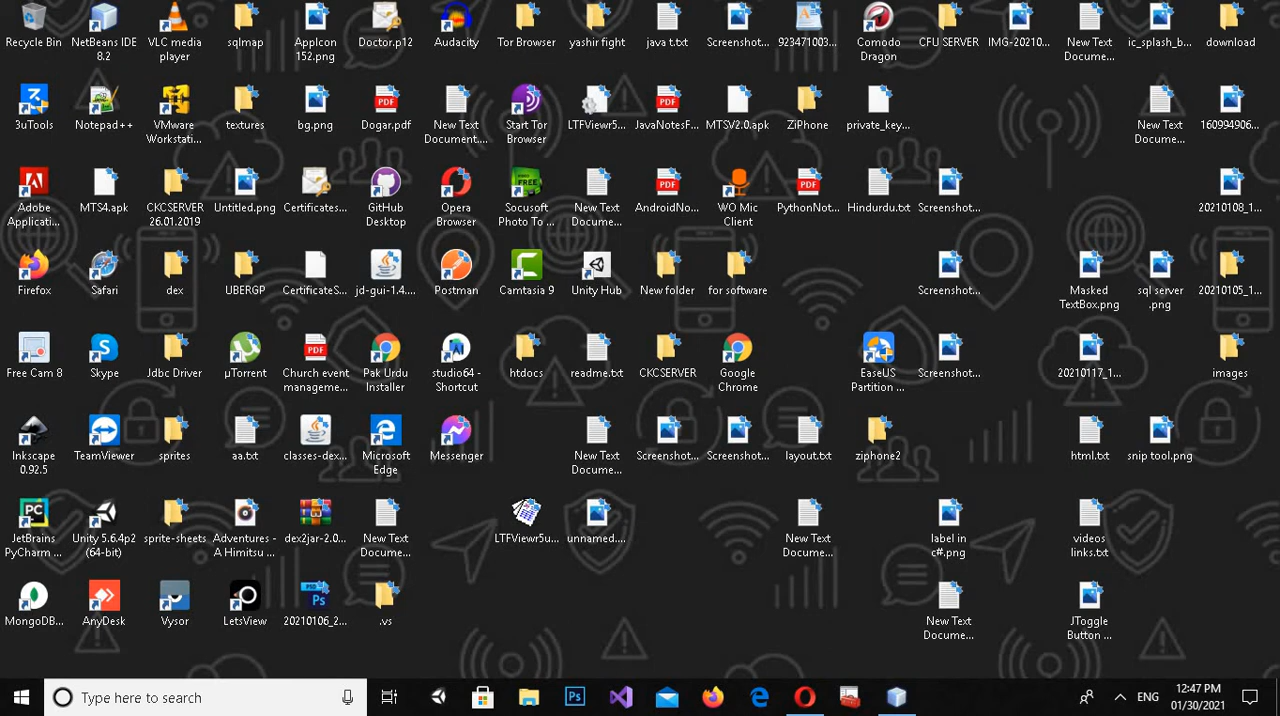 Recycle Bin
NetBeans IDE
8.2
VLC media
player
sqlmap
AppIcon
152.png
Doctor.p12
Audacity
Tor Browser
yashir fight
java t.txt
Screenshot...
923471003...
Comodo
Dragon
CFU SERVER
IMG-20210...
New Text
Docume...
ic_splash_b...
download
3uTools
Notepad++
VMware
Workstati...
textures
bg.png
PDF
Dogar.pdf
New Text
Document....
Start Tor
Browser
LTFViewr5...
PDF
JavaNotesF...
MTSV2.0.apk
ZiPhone
private_key...
New Text
Docume...
160994906...
Adobe
Applicati...
MTSA.apk
CKCSERVER
26.01.2019
Untitled.png
Certificates...
GitHub
Desktop
Opera
Browser
Socusoft
Photo To ...
New Text
Docume...
PDF
AndroidNo...
WO Mic
Client
PDF
PythonNot...
Hindurdu.txt
Screenshot...
20210108_1...
Firefox
Safari
dex
UBERGP
CertificateS...
jd-gui-1.4....
Postman
Camtasia 9
Unity Hub
New folder
for software
Screenshot...
Masked
TextBox.png
sql server
.png
20210105_1...
Free Cam 8
Skype
Jdbc Driver
µTorrent
PDF
Church event
manageme...
Pak Urdu
Installer
studio64 -
Shortcut
htdocs
readme.txt
CKCSERVER
Google
Chrome
EaseUS
Partition ...
Screenshot...
20210117_1...
images
Inkscape
0.92.5
TeamViewer
sprites
aa.txt
classes-dex...
Microsoft
Edge
Messenger
New Text
Docume...
Screenshot...
Screenshot...
layout.txt
ziphone2
html.txt
snip tool.png
PC
JetBrains
PyCharm ...
Unity 5.6.4p2
(64-bit)
sprite-sheets
Adventures -
A Himitsu ...
dex2jar-2.0...
New Text
Docume...
LTFViewr5u...
unnamed....
New Text
Docume...
label in
c#.png
videos
links.txt
MongoDB...
AnyDesk
Vysor
LetsView
PSD
Ps
20210106_2...
.vs
New Text
Docume...
JToggle
Button ...
Type here to search
Ps
ENG
12:47 PM
01/30/2021